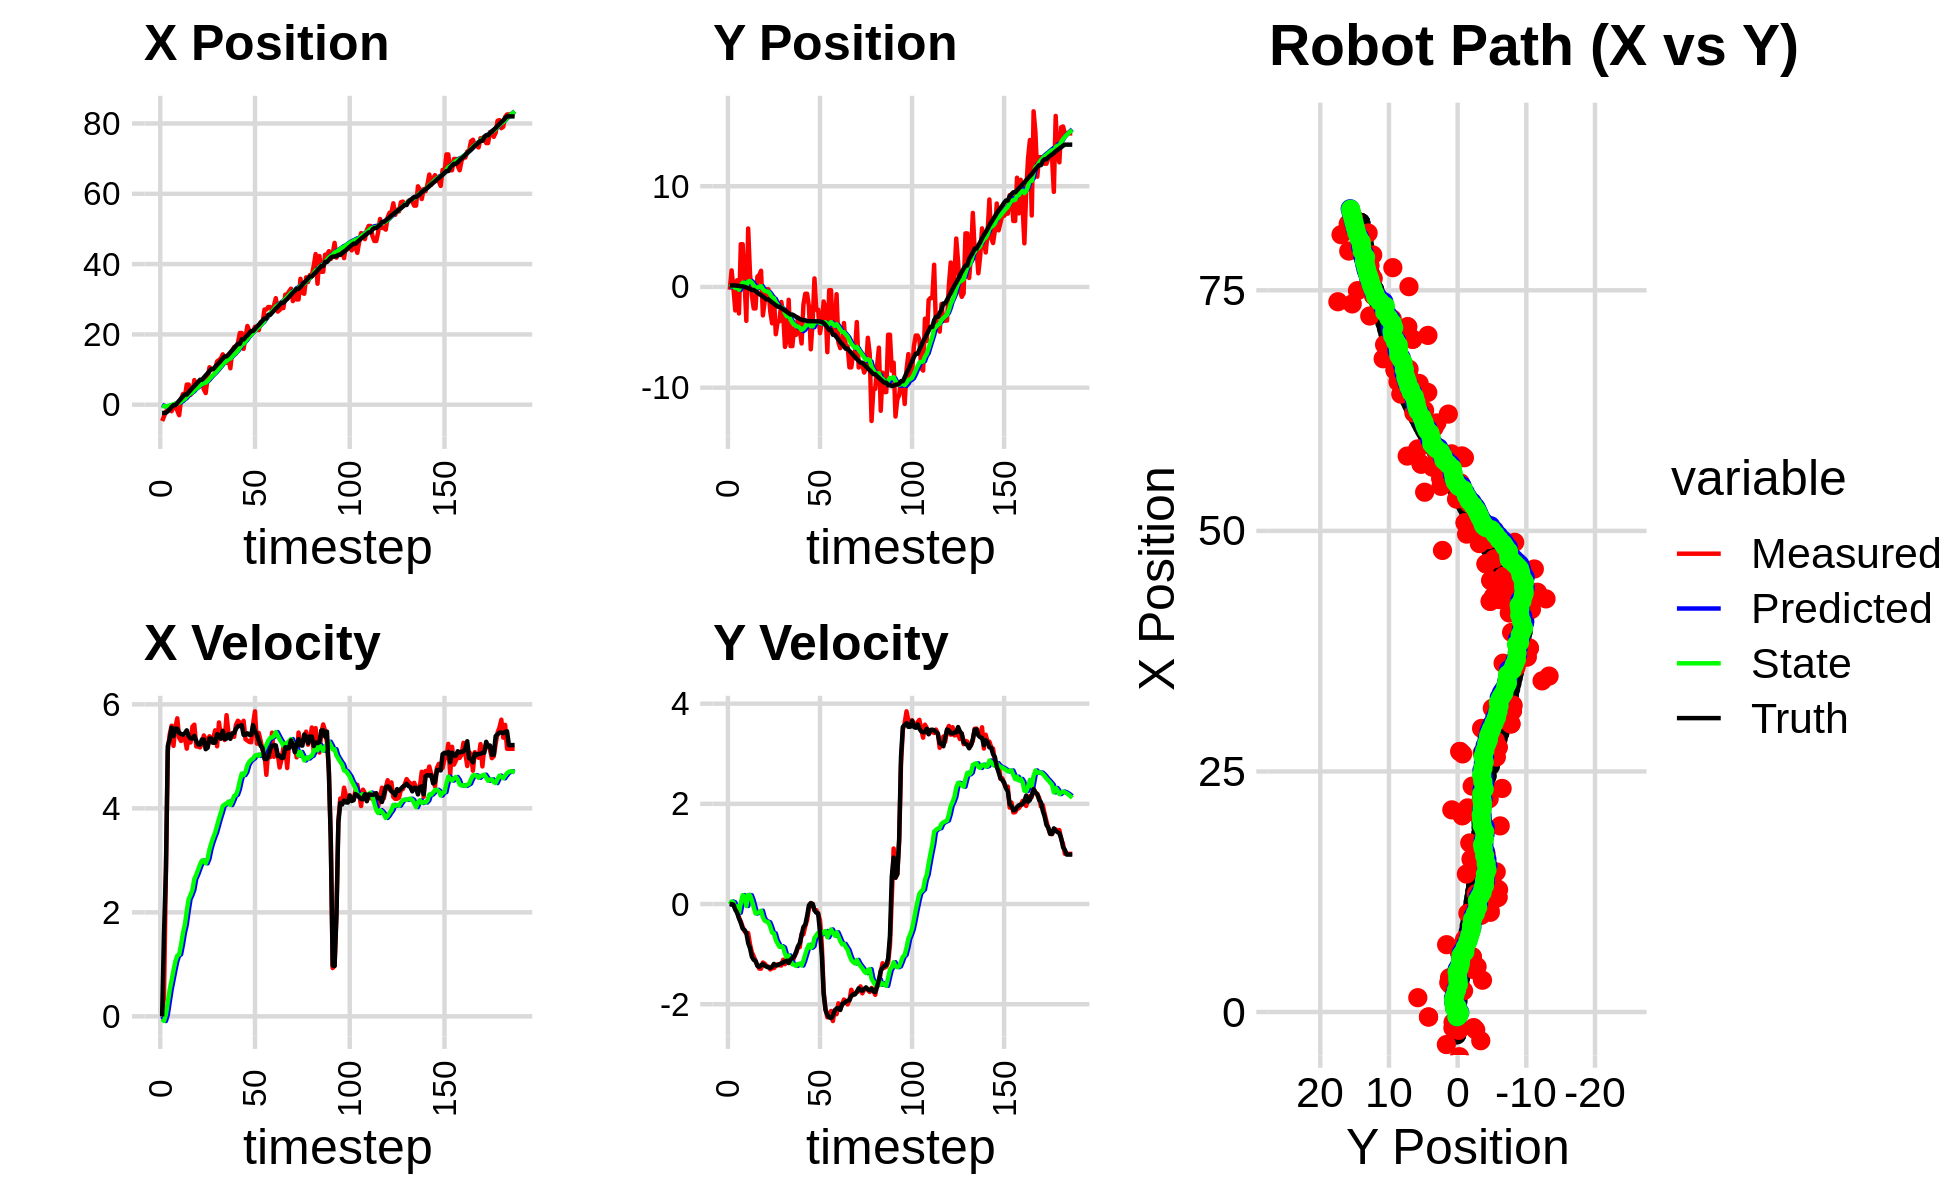 X Position
80
60
40
20
0
0
50
100
150
timestep
Y Position
10
0
-10
0
50
100
150
timestep
X Velocity
6
4
2
0
0
50
100
150
timestep
Y Velocity
4
2
0
-2
0
50
100
150
timestep
Robot Path (X vs Y)
X Position
75
50
25
0
20 10 0 -10 -20
Y Position
variable
Measured
Predicted
State
Truth